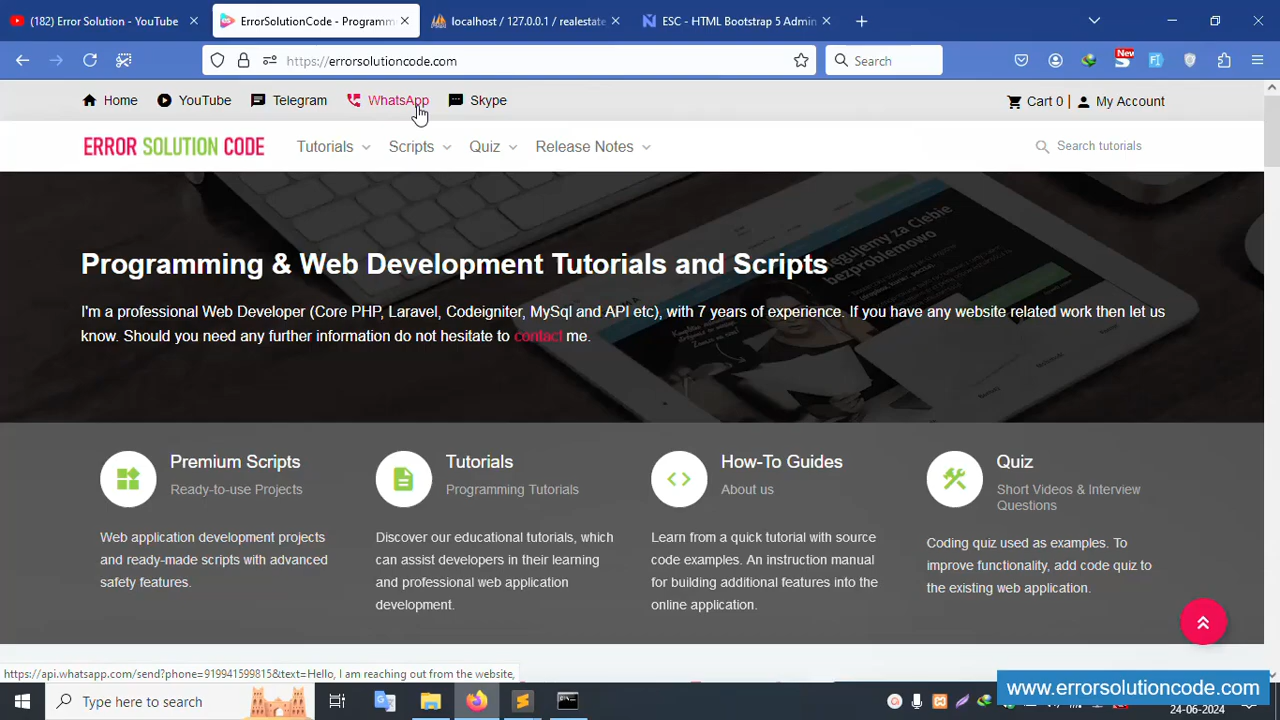 (182) Error Solution - YouTube
ErrorSolutionCode - Programm
localhost / 127.0.0.1 / realestate
ESC - HTML Bootstrap 5 Admin
https://errorsolutioncode.com
Search
New
Home
YouTube
Telegram
WhatsApp
Skype
Cart 0 |
My Account
ERROR SOLUTION CODE
Tutorials
Scripts
Quiz
Release Notes
Search tutorials
Programming & Web Development Tutorials and Scripts
I'm a professional Web Developer (Core PHP, Laravel, Codeigniter, MySql and API etc), with 7 years of experience. If you have any website related work then let us
know. Should you need any further information do not hesitate to contact me.
Premium Scripts
Ready-to-use Projects
Web application development projects
and ready-made scripts with advanced
safety features.
Tutorials
Programming Tutorials
Discover our educational tutorials, which
can assist developers in their learning
and professional web application
development.
How-To Guides
About us
Learn from a quick tutorial with source
code examples. An instruction manual
for building additional features into the
online application.
Quiz
Short Videos & Interview
Questions
Coding quiz used as examples. To
improve functionality, add code quiz to
the existing web application.
https://api.whatsapp.com/send?phone=919941599815&text=Hello, I am reaching out from the website,
Type here to search
www.errorsolutioncode.com
24-06-2024